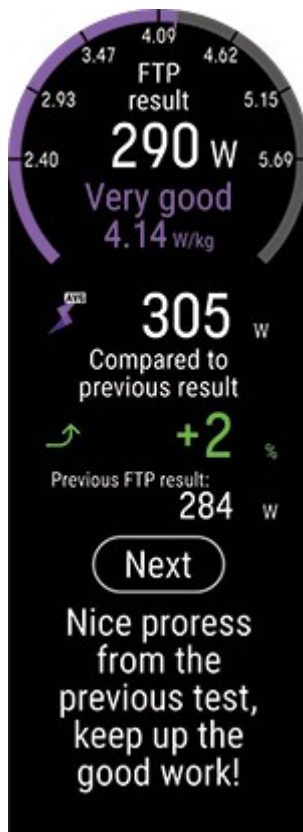 4.09
3.47
4.62
FTP
result
2.93
5.15
290 W
2.40
5.69
Very good
4.14 W/kg
AVG
305 W
Compared to
previous result
+2 %
Previous FTP result:
284 W
Next
Nice proress
from the
previous test,
keep up the
good work!